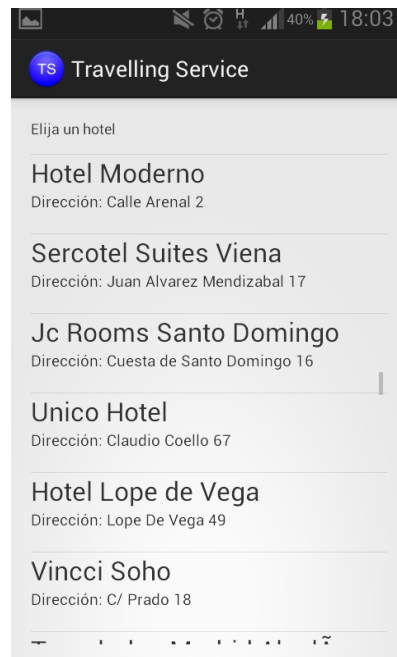 H
40%
18:03
TS
Travelling Service
Elija un hotel
Hotel Moderno
Dirección: Calle Arenal 2
Sercotel Suites Viena
Dirección: Juan Alvarez Mendizabal 17
Jc Rooms Santo Domingo
Dirección: Cuesta de Santo Domingo 16
Unico Hotel
Dirección: Claudio Coello 67
Hotel Lope de Vega
Dirección: Lope De Vega 49
Vincci Soho
Dirección: C/ Prado 18